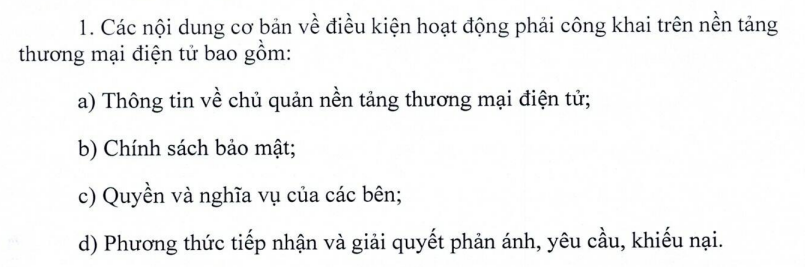 1. Các nội dung cơ bản về điều kiện hoạt động phải công khai trên nền tảng
thương mại điện tử bao gồm:
a) Thông tin về chủ quản nền tảng thương mại điện tử;
b) Chính sách bảo mật;
c) Quyền và nghĩa vụ của các bên;
d) Phương thức tiếp nhận và giải quyết phản ánh, yêu cầu, khiếu nại.